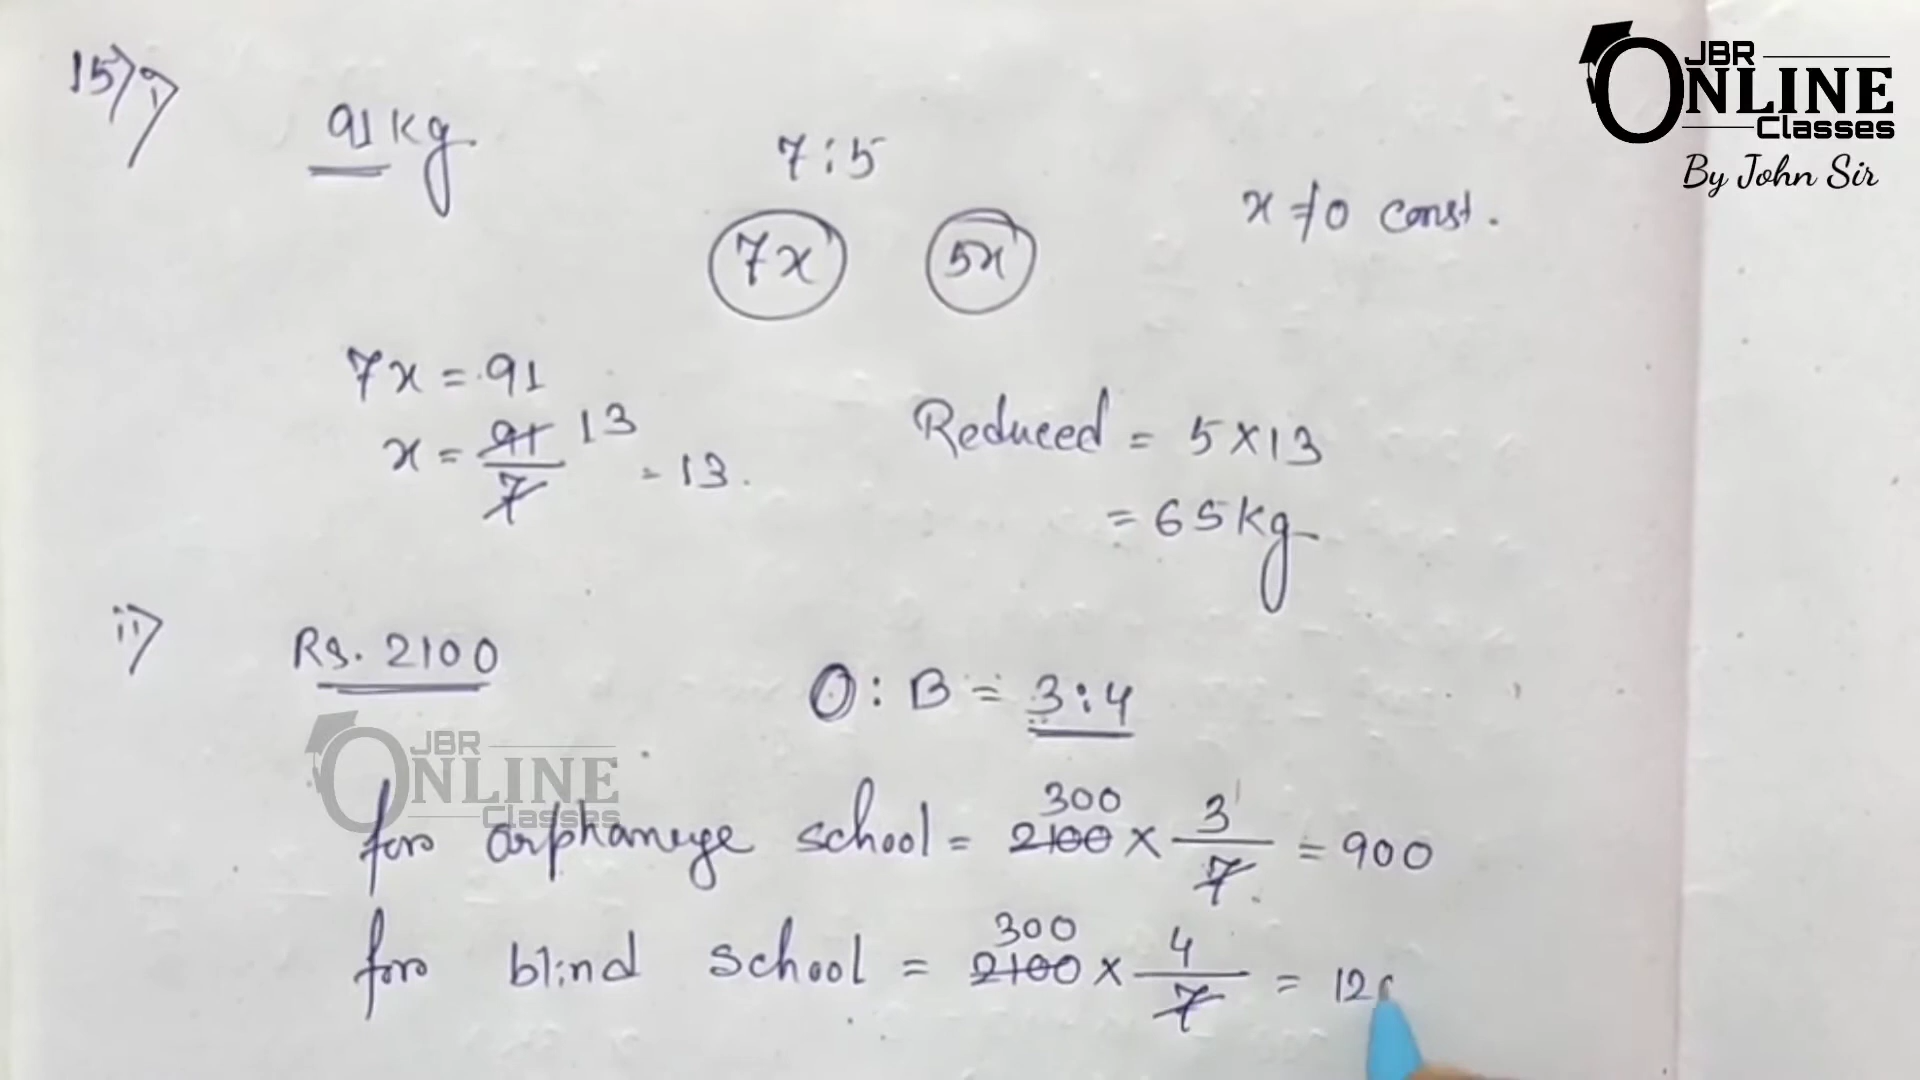 JBR
ONLINE
Classes
By John Sir
15) i)
91 kg
7:5
x ≠ 0 const.
7x 5x
7x = 91
x = 91/7 13 = 13.
Reduced = 5 × 13
= 65 kg
ii)
Rs. 2100
O : B = 3:4
JBR
ONLINE
Classes
for orphanage school = 2100 300 × 3/7 = 900
for blind school = 2100 300 × 4/7 = 120